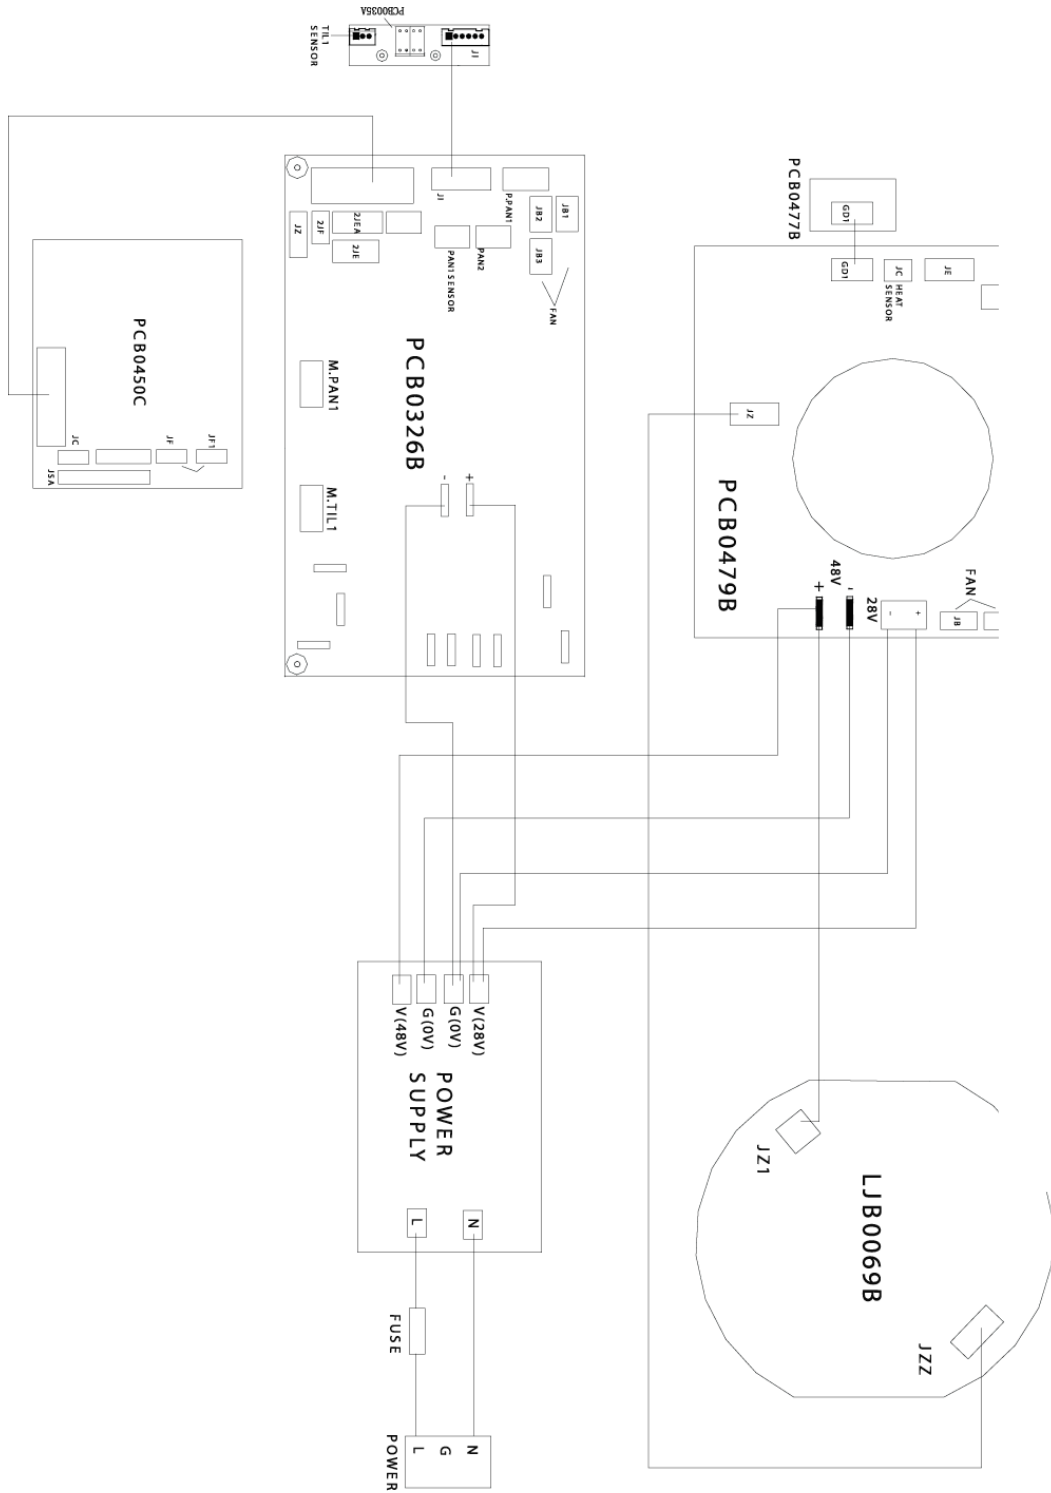 PCB0035A
TIL1
SENSOR
J1
J1
P.PAN1
JB2
JB1
JZ
2JF
2JEA
2JE
PAN1 SENSOR
PAN2
JB3
FAN
PCB0326B
M.PAN1
M.TIL1
-
+
PCB0450C
JC
JF
JF1
JSA
PCB0477B
GD1
GD1
JC
HEAT
SENSOR
JE
JZ
PCB0479B
48V
+
-
28V
-
+
FAN
JB
V(48V)
G(0V)
G(0V)
V(28V)
POWER
SUPPLY
L
N
FUSE
L
G
N
POWER
JZ1
LJB0069B
JZZ